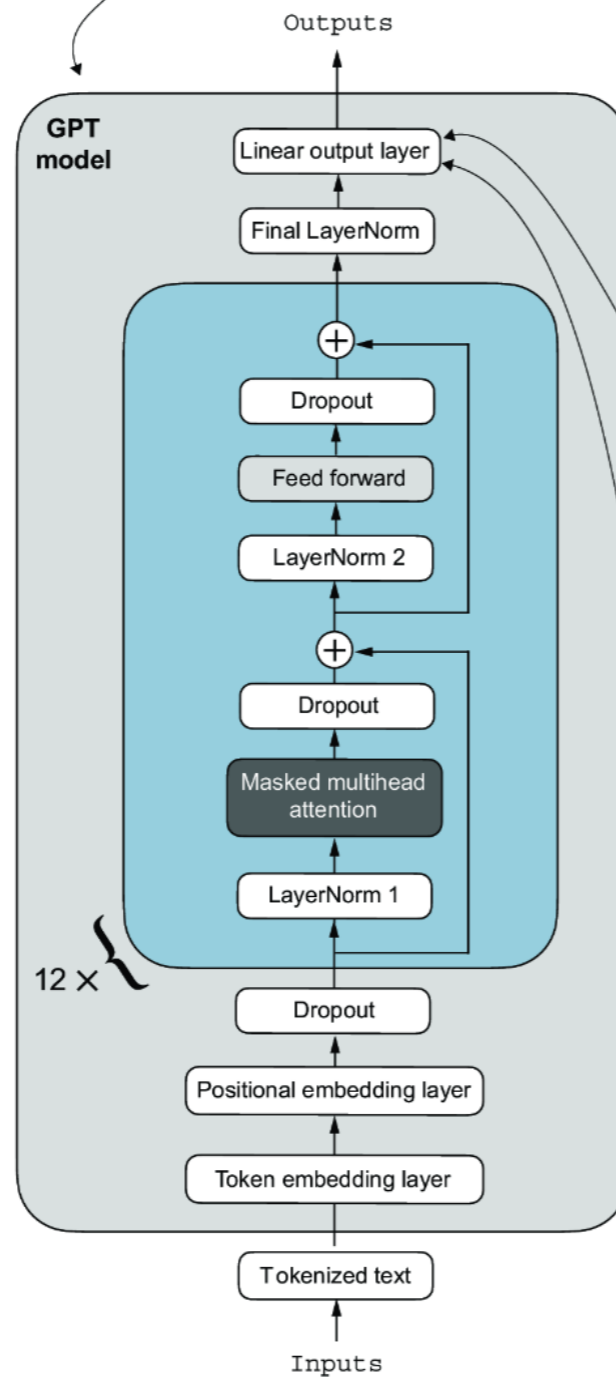 Outputs
GPT
model
Linear output layer
Final LayerNorm
+
Dropout
Feed forward
LayerNorm 2
+
Dropout
Masked multihead
attention
LayerNorm 1
12 ×
Dropout
Positional embedding layer
Token embedding layer
Tokenized text
Inputs